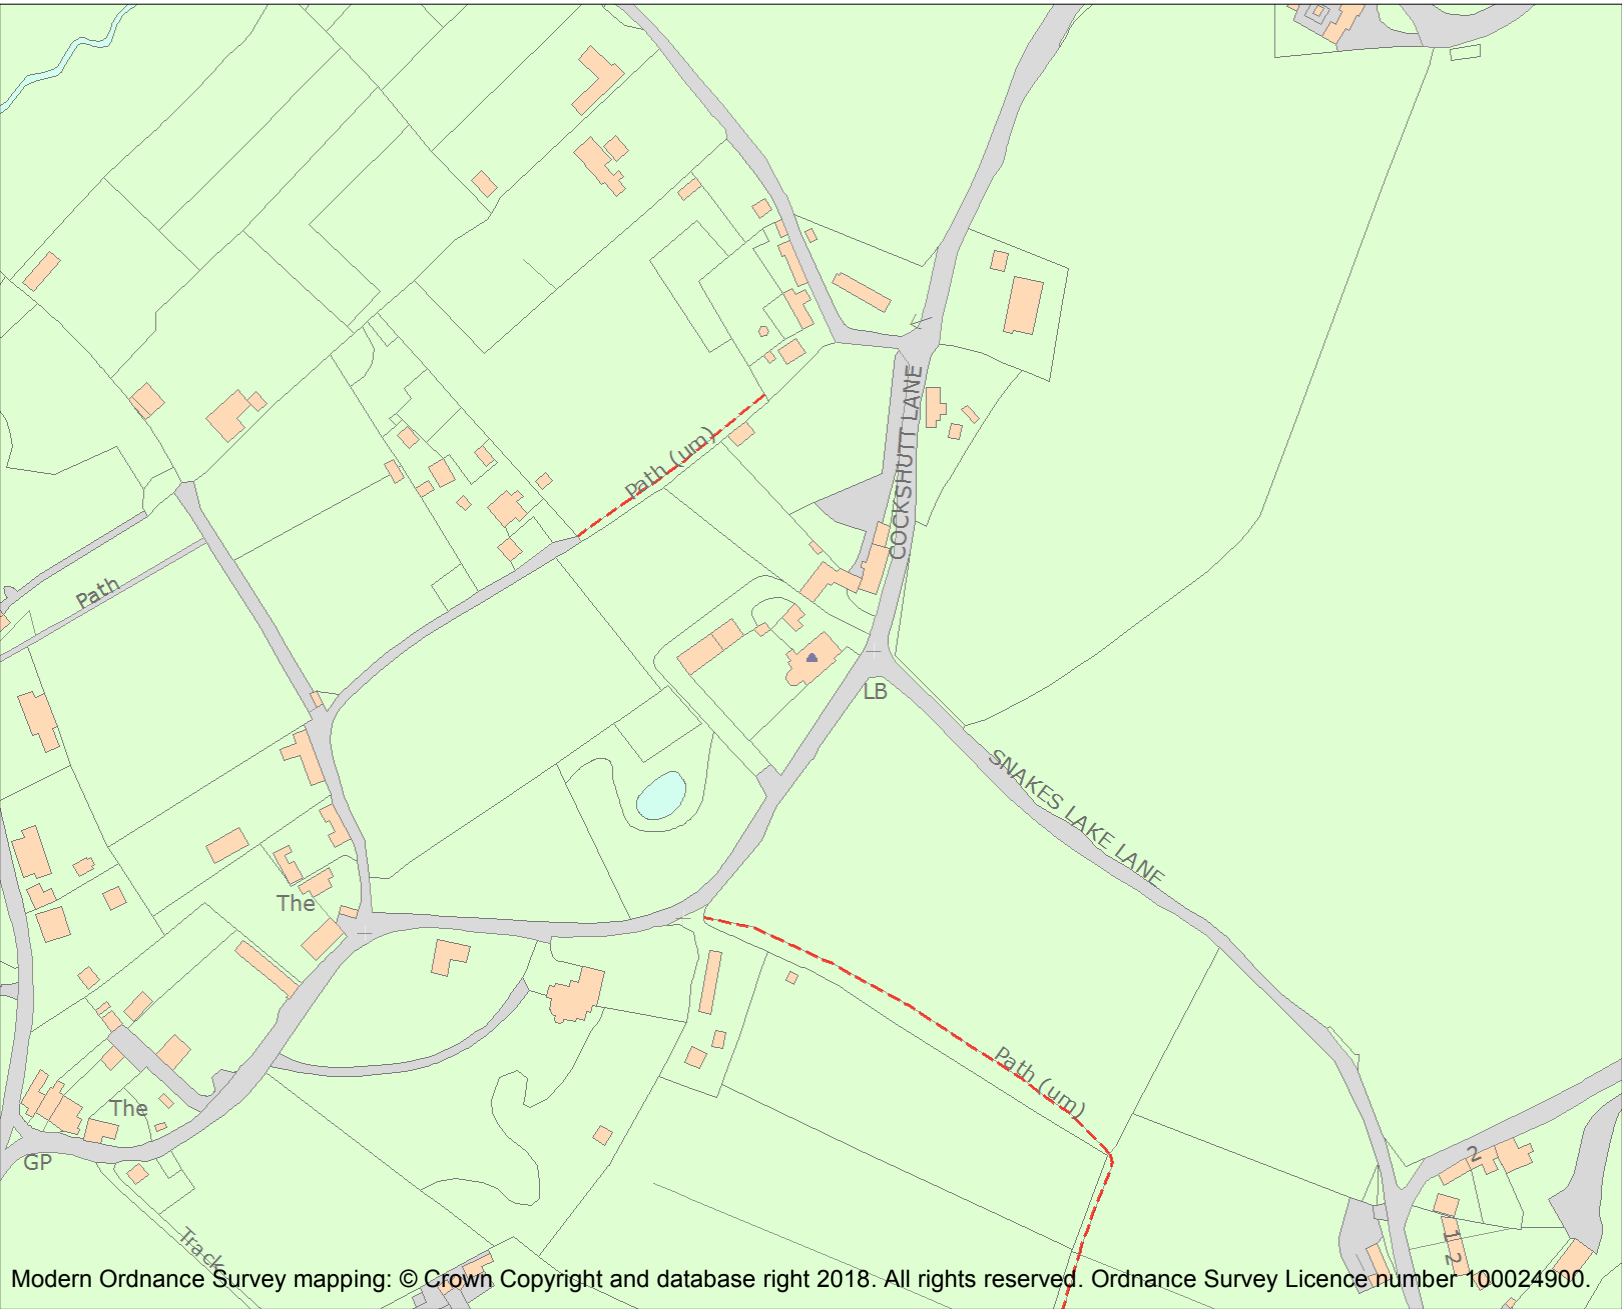 COCKSHUTT LANE
Path (um)
Path
LB
SNAKES LAKE LANE
The
Path (um)
The
GP
2
Track
1 2
Modern Ordnance Survey mapping: © Crown Copyright and database right 2018. All rights reserved. Ordnance Survey Licence number 100024900.